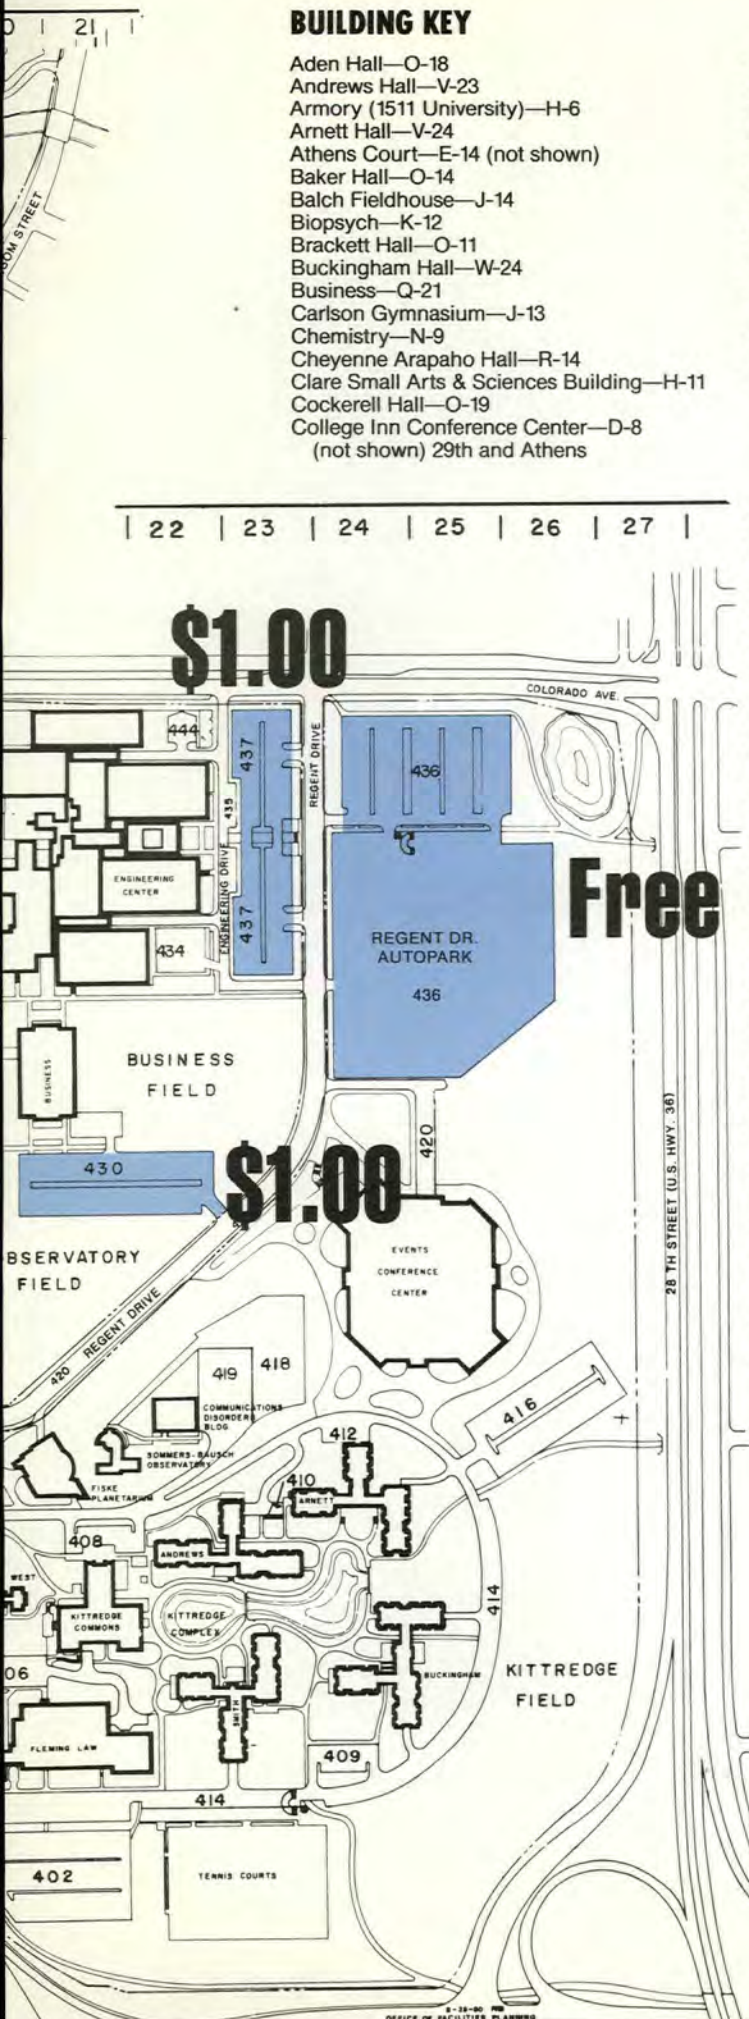 BUILDING KEY
Aden Hall—O-18
Andrews Hall—V-23
Armory (1511 University)—H-6
Arnett Hall—V-24
Athens Court—E-14 (not shown)
Baker Hall—O-14
Balch Fieldhouse—J-14
Biopsych—K-12
Brackett Hall—O-11
Buckingham Hall—W-24
Business—Q-21
Carlson Gymnasium—J-13
Chemistry—N-9
Cheyenne Arapaho Hall—R-14
Clare Small Arts & Sciences Building—H-11
Cockerell Hall—O-19
College Inn Conference Center—D-8
(not shown) 29th and Athens
21
STREET
22 23 24 25 26 27
$1.00
COLORADO AVE.
444
437
REGENT DRIVE
436
435
ENGINEERING
CENTER
ENGINEERING DRIVE
Free
437
434
REGENT DR.
AUTOPARK
436
BUSINESS
FIELD
BUSINESS
420
28 TH STREET (U.S. HWY. 36)
430
$1.00
EVENTS
CONFERENCE
CENTER
BSERVATORY
FIELD
420 REGENT DRIVE
419
418
COMMUNICATIONS
DISORDERS
BLDG
416
412
SOMMERS-BAUSCH
OBSERVATORY
410
ARNETT
FISKE
PLANETARIUM
408
ANDREWS
WEST
414
KITTREDGE
COMMONS
KITTREDGE
COMPLEX
06
BUCKINGHAM
KITTREDGE
FIELD
SMITH
FLEMING LAW
409
414
402
TENNIS COURTS
OFFICE OF FACILITIES PLANNING